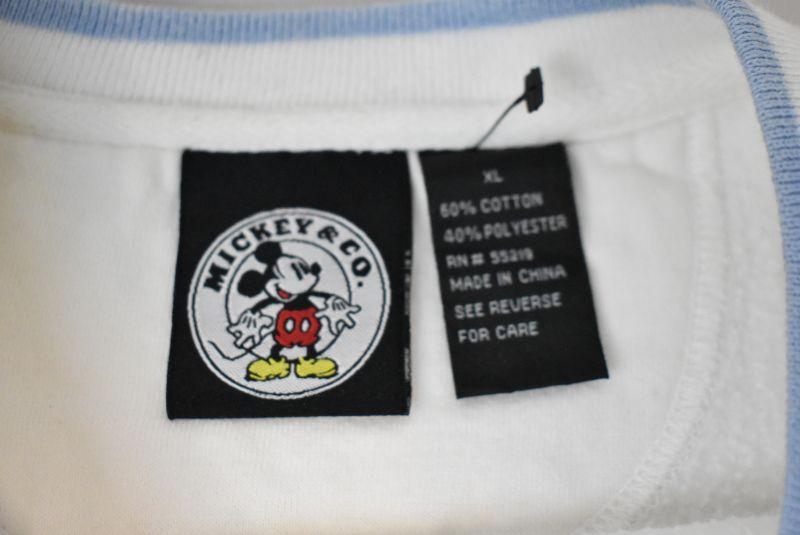 MICKEY & CO.
XL
60% COTTON
40% POLYESTER
RN# 55219
MADE IN CHINA
SEE REVERSE
FOR CARE